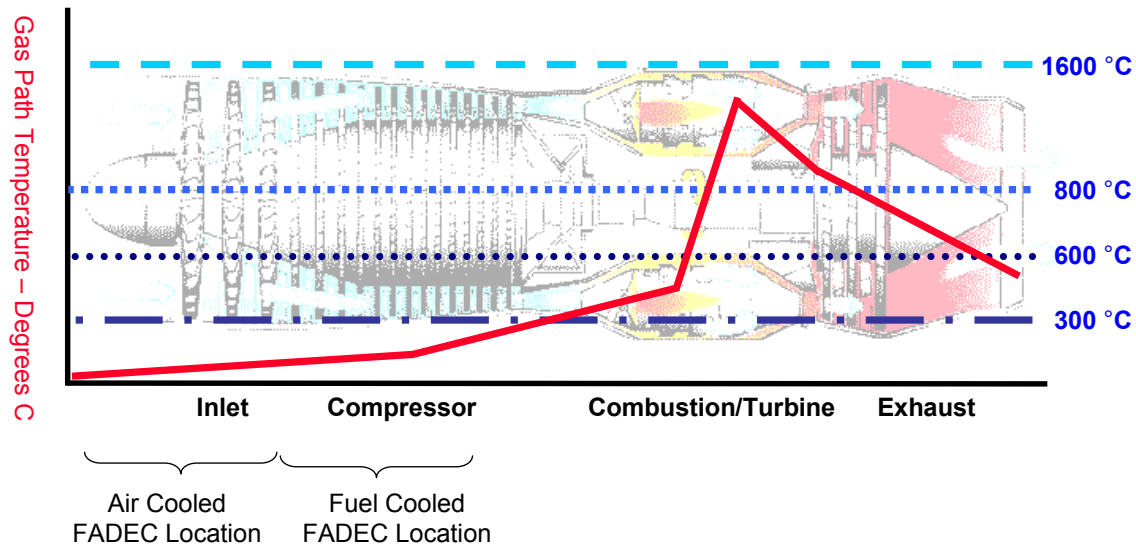 Gas Path Temperature – Degrees C
1600 °C
800 °C
600 °C
300 °C
Inlet Compressor Combustion/Turbine Exhaust
Air Cooled Fuel Cooled
FADEC Location FADEC Location